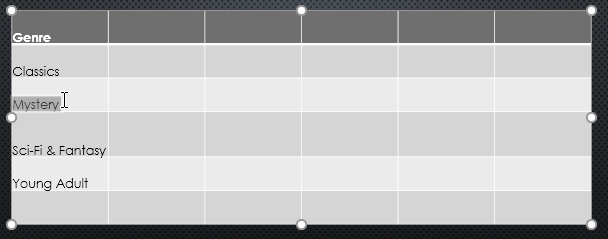 Genre
Classics
Mystery
Sci-Fi & Fantasy
Young Adult